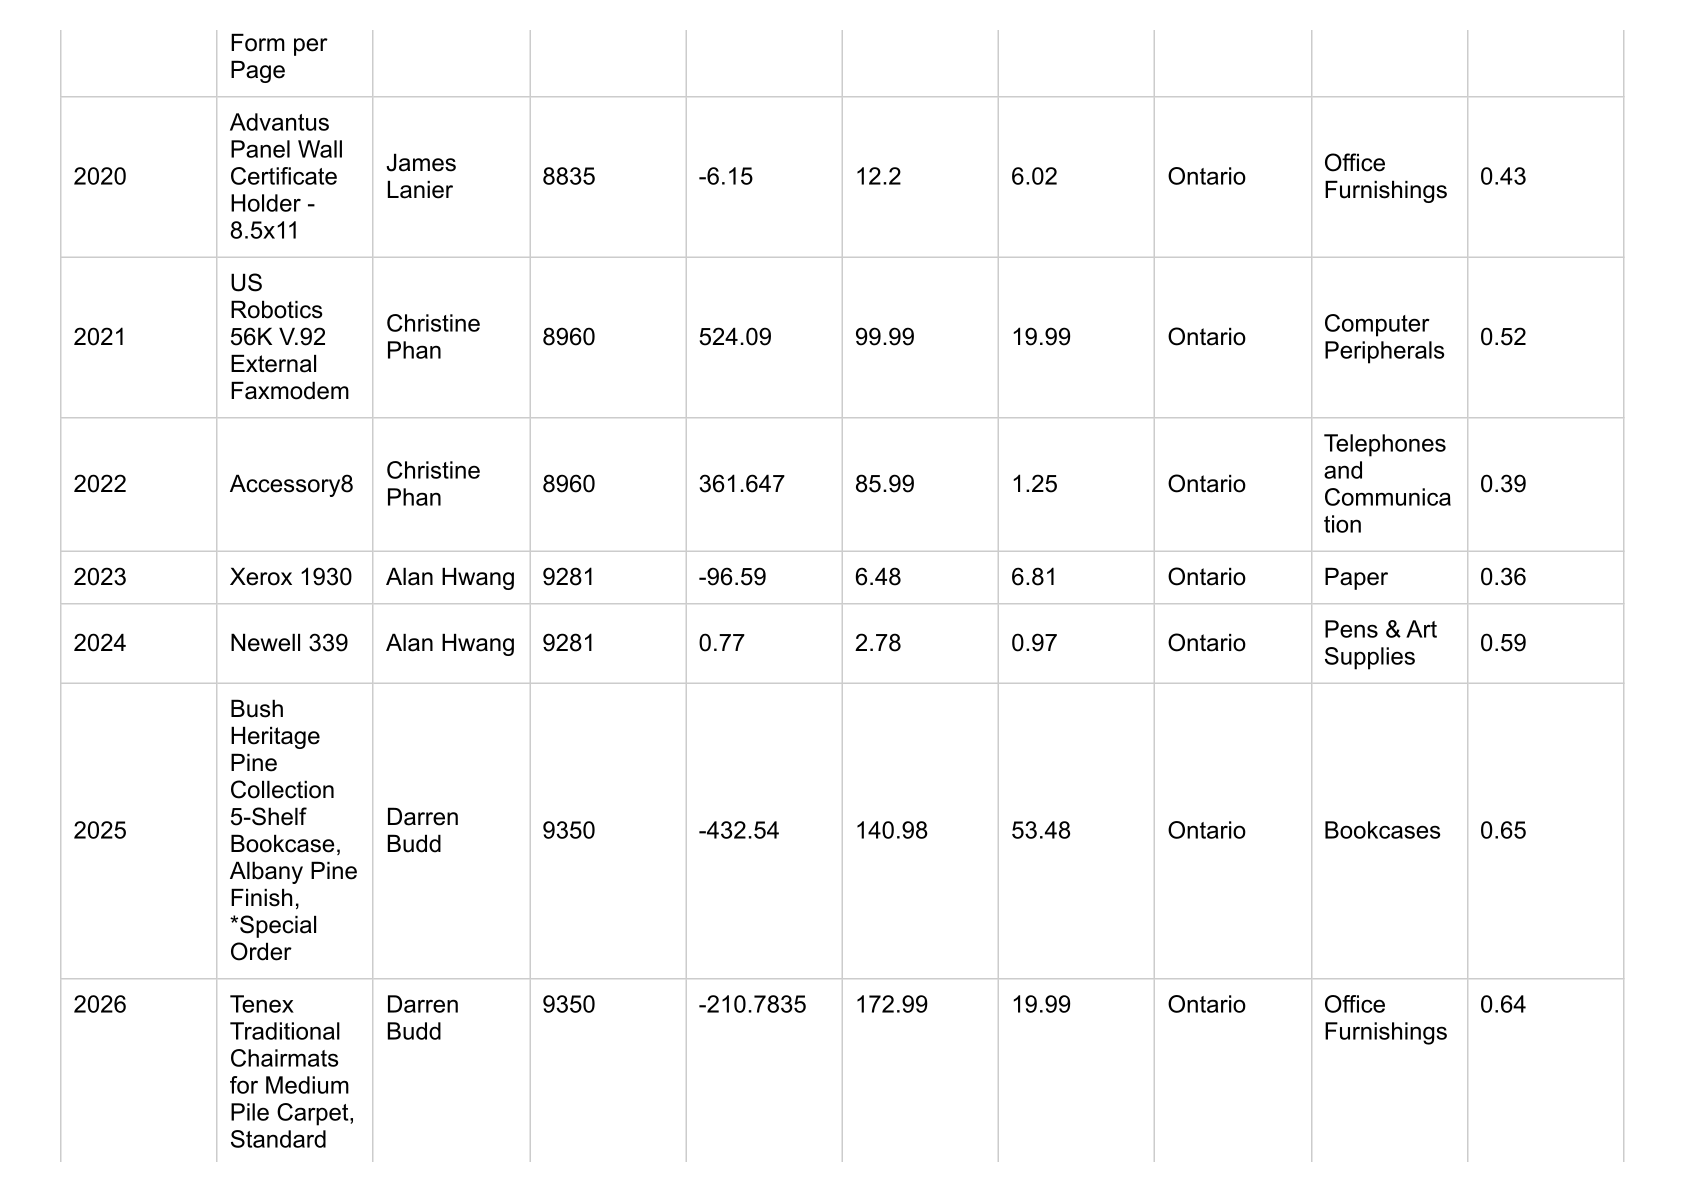 Form per
Page
2020
Advantus
Panel Wall
Certificate
Holder -
8.5x11
James
Lanier
8835
-6.15
12.2
6.02
Ontario
Office
Furnishings
0.43
2021
US
Robotics
56K V.92
External
Faxmodem
Christine
Phan
8960
524.09
99.99
19.99
Ontario
Computer
Peripherals
0.52
2022
Accessory8
Christine
Phan
8960
361.647
85.99
1.25
Ontario
Telephones
and
Communica
tion
0.39
2023
Xerox 1930
Alan Hwang
9281
-96.59
6.48
6.81
Ontario
Paper
0.36
2024
Newell 339
Alan Hwang
9281
0.77
2.78
0.97
Ontario
Pens & Art
Supplies
0.59
2025
Bush
Heritage
Pine
Collection
5-Shelf
Bookcase,
Albany Pine
Finish,
*Special
Order
Darren
Budd
9350
-432.54
140.98
53.48
Ontario
Bookcases
0.65
2026
Tenex
Traditional
Chairmats
for Medium
Pile Carpet,
Standard
Darren
Budd
9350
-210.7835
172.99
19.99
Ontario
Office
Furnishings
0.64